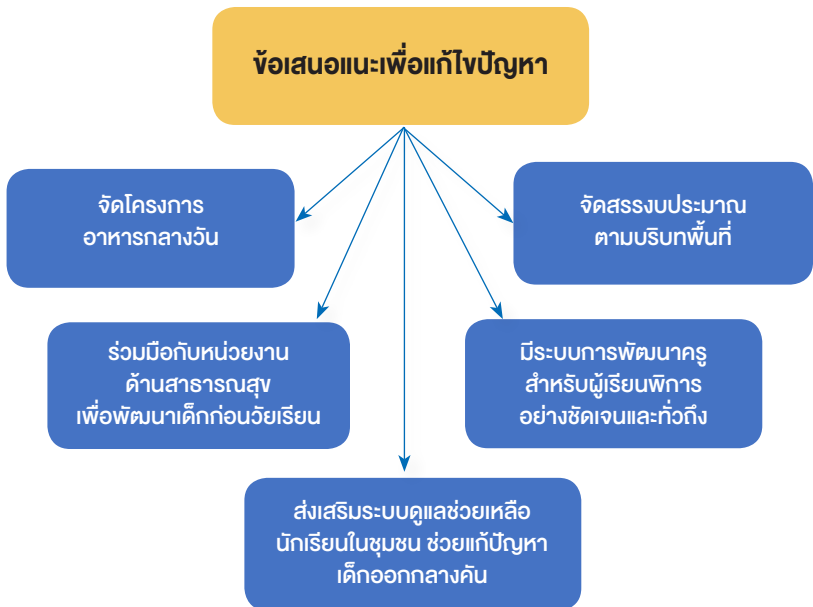 ข้อเสนอแนะเพื่อแก้ไขปัญหา
จัดโครงการ
อาหารกลางวัน
จัดสรรงบประมาณ
ตามบริบทพื้นที่
ร่วมมือกับหน่วยงาน
ด้านสาธารณสุข
เพื่อพัฒนาเด็กก่อนวัยเรียน
มีระบบการพัฒนาครู
สำหรับผู้เรียนพิการ
อย่างชัดเจนและทั่วถึง
ส่งเสริมระบบดูแลช่วยเหลือ
นักเรียนในชุมชน ช่วยแก้ปัญหา
เด็กออกกลางคัน